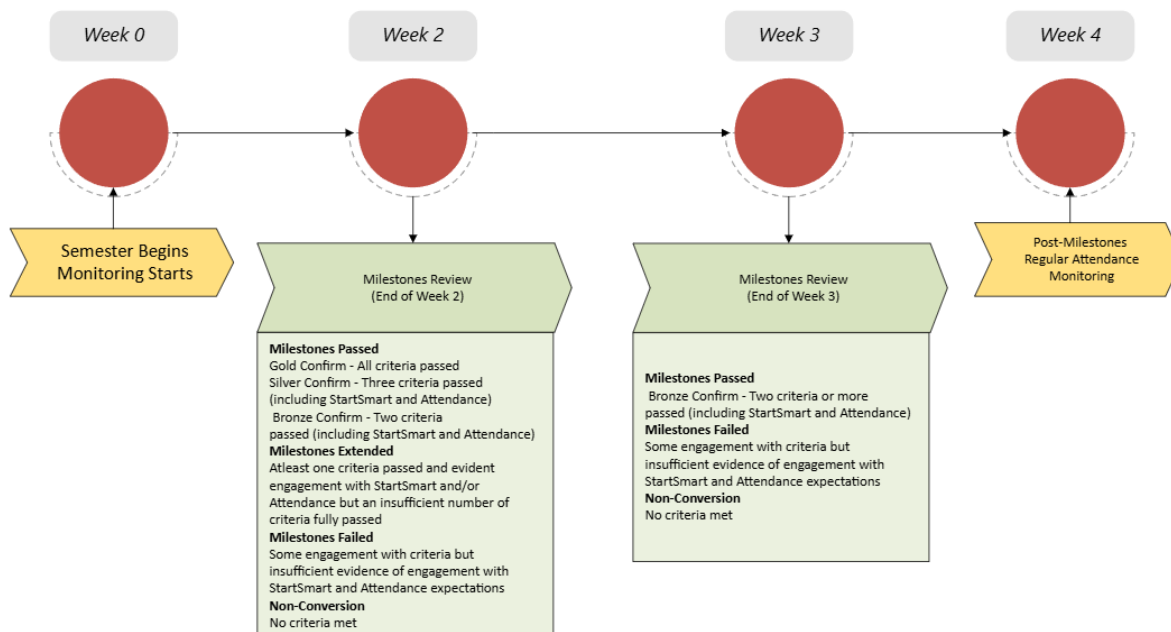 Week 0
Week 2
Week 3
Week 4
Semester Begins
Monitoring Starts
Milestones Review
(End of Week 2)
Milestones Passed
Gold Confirm - All criteria passed
Silver Confirm - Three criteria passed
(including StartSmart and Attendance)
Bronze Confirm - Two criteria
passed (including StartSmart and Attendance)
Milestones Extended
Atleast one criteria passed and evident
engagement with StartSmart and/or
Attendance but an insufficient number of
criteria fully passed
Milestones Failed
Some engagement with criteria but
insufficient evidence of engagement with
StartSmart and Attendance expectations
Non-Conversion
No criteria met
Milestones Review
(End of Week 3)
Milestones Passed
Bronze Confirm - Two criteria or more
passed (including StartSmart and Attendance)
Milestones Failed
Some engagement with criteria but
insufficient evidence of engagement with
StartSmart and Attendance expectations
Non-Conversion
No criteria met
Post-Milestones
Regular Attendance
Monitoring